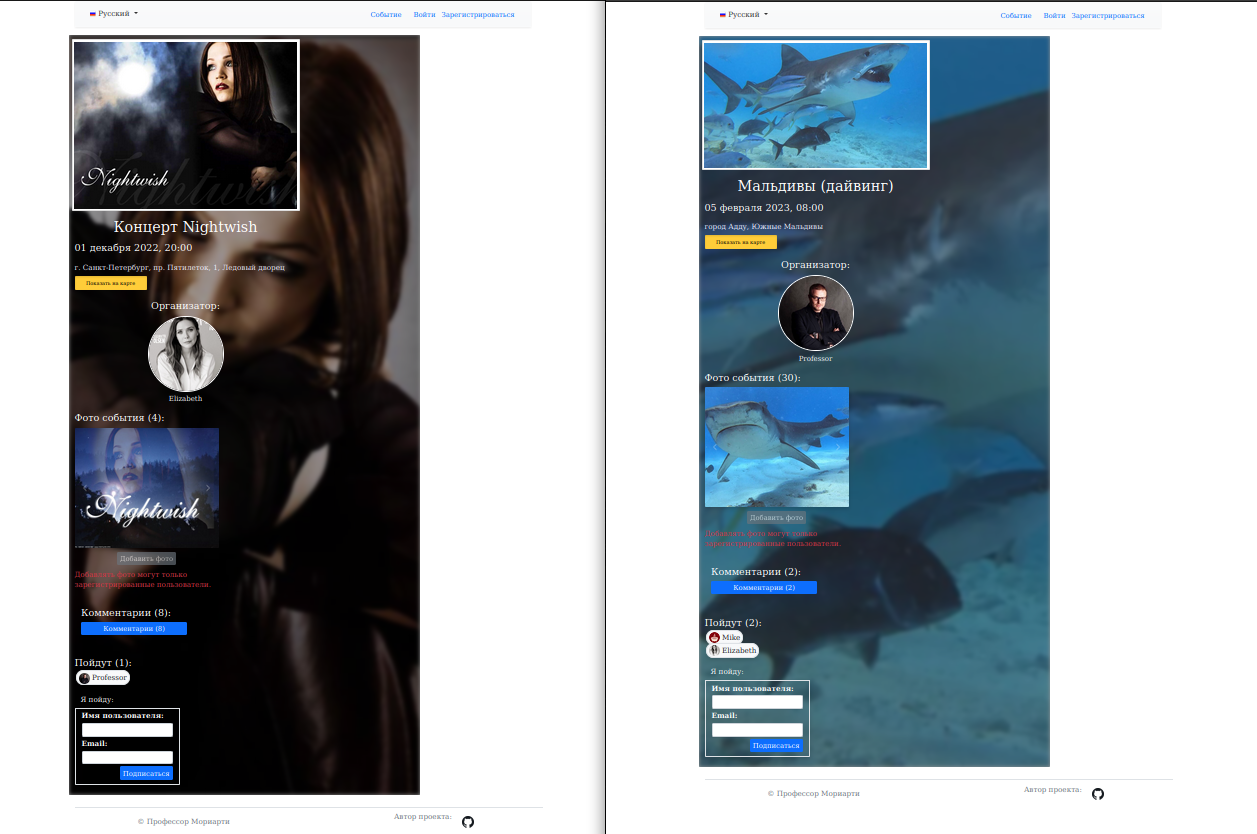 Русский
Событие Войти Зарегистрироваться
Nightwish
Концерт Nightwish
01 декабря 2022, 20:00
г. Санкт-Петербург, пр. Пятилеток, 1, Ледовый дворец
Показать на карте
Организатор:
Elizabeth
Фото события (4):
Nightwish
Добавить фото
Добавлять фото могут только
зарегистрированные пользователи.
Комментарии (8):
Комментарии (8)
Пойдут (1):
Professor
Я пойду:
Имя пользователя:
Email:
Подписаться
© Профессор Мориарти
Автор проекта:
Русский
Событие Войти Зарегистрироваться
Мальдивы (дайвинг)
05 февраля 2023, 08:00
город Адду, Южные Мальдивы
Показать на карте
Организатор:
Professor
Фото события (30):
Добавить фото
Добавлять фото могут только
зарегистрированные пользователи.
Комментарии (2):
Комментарии (2)
Пойдут (2):
Mike
Elizabeth
Я пойду:
Имя пользователя:
Email:
Подписаться
© Профессор Мориарти
Автор проекта: